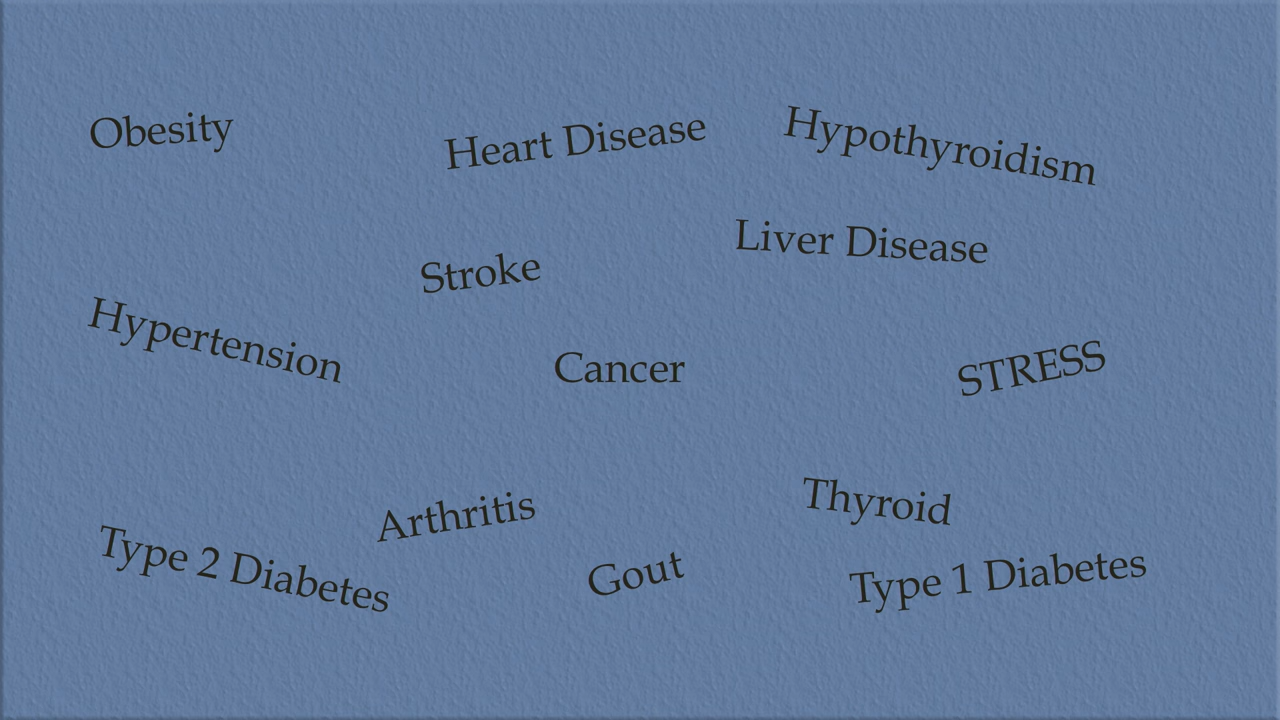 Obesity
Heart Disease
Hypothyroidism
Liver Disease
Stroke
Hypertension
Cancer
STRESS
Arthritis
Thyroid
Type 2 Diabetes
Gout
Type 1 Diabetes